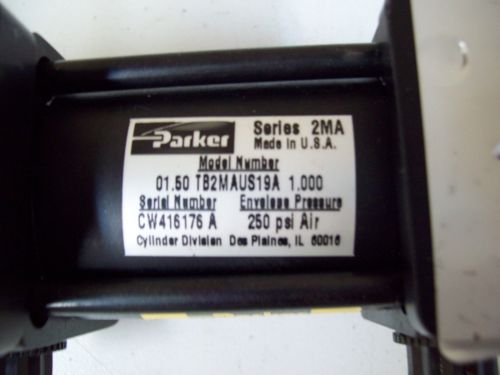 Parker Series 2MA
Made in U.S.A.
Model Number
01.50 TB2MAUS19A 1.000
Serial Number Envelope Pressure
CW416176 A 250 psi Air
Cylinder Division Des Plaines, IL 60016